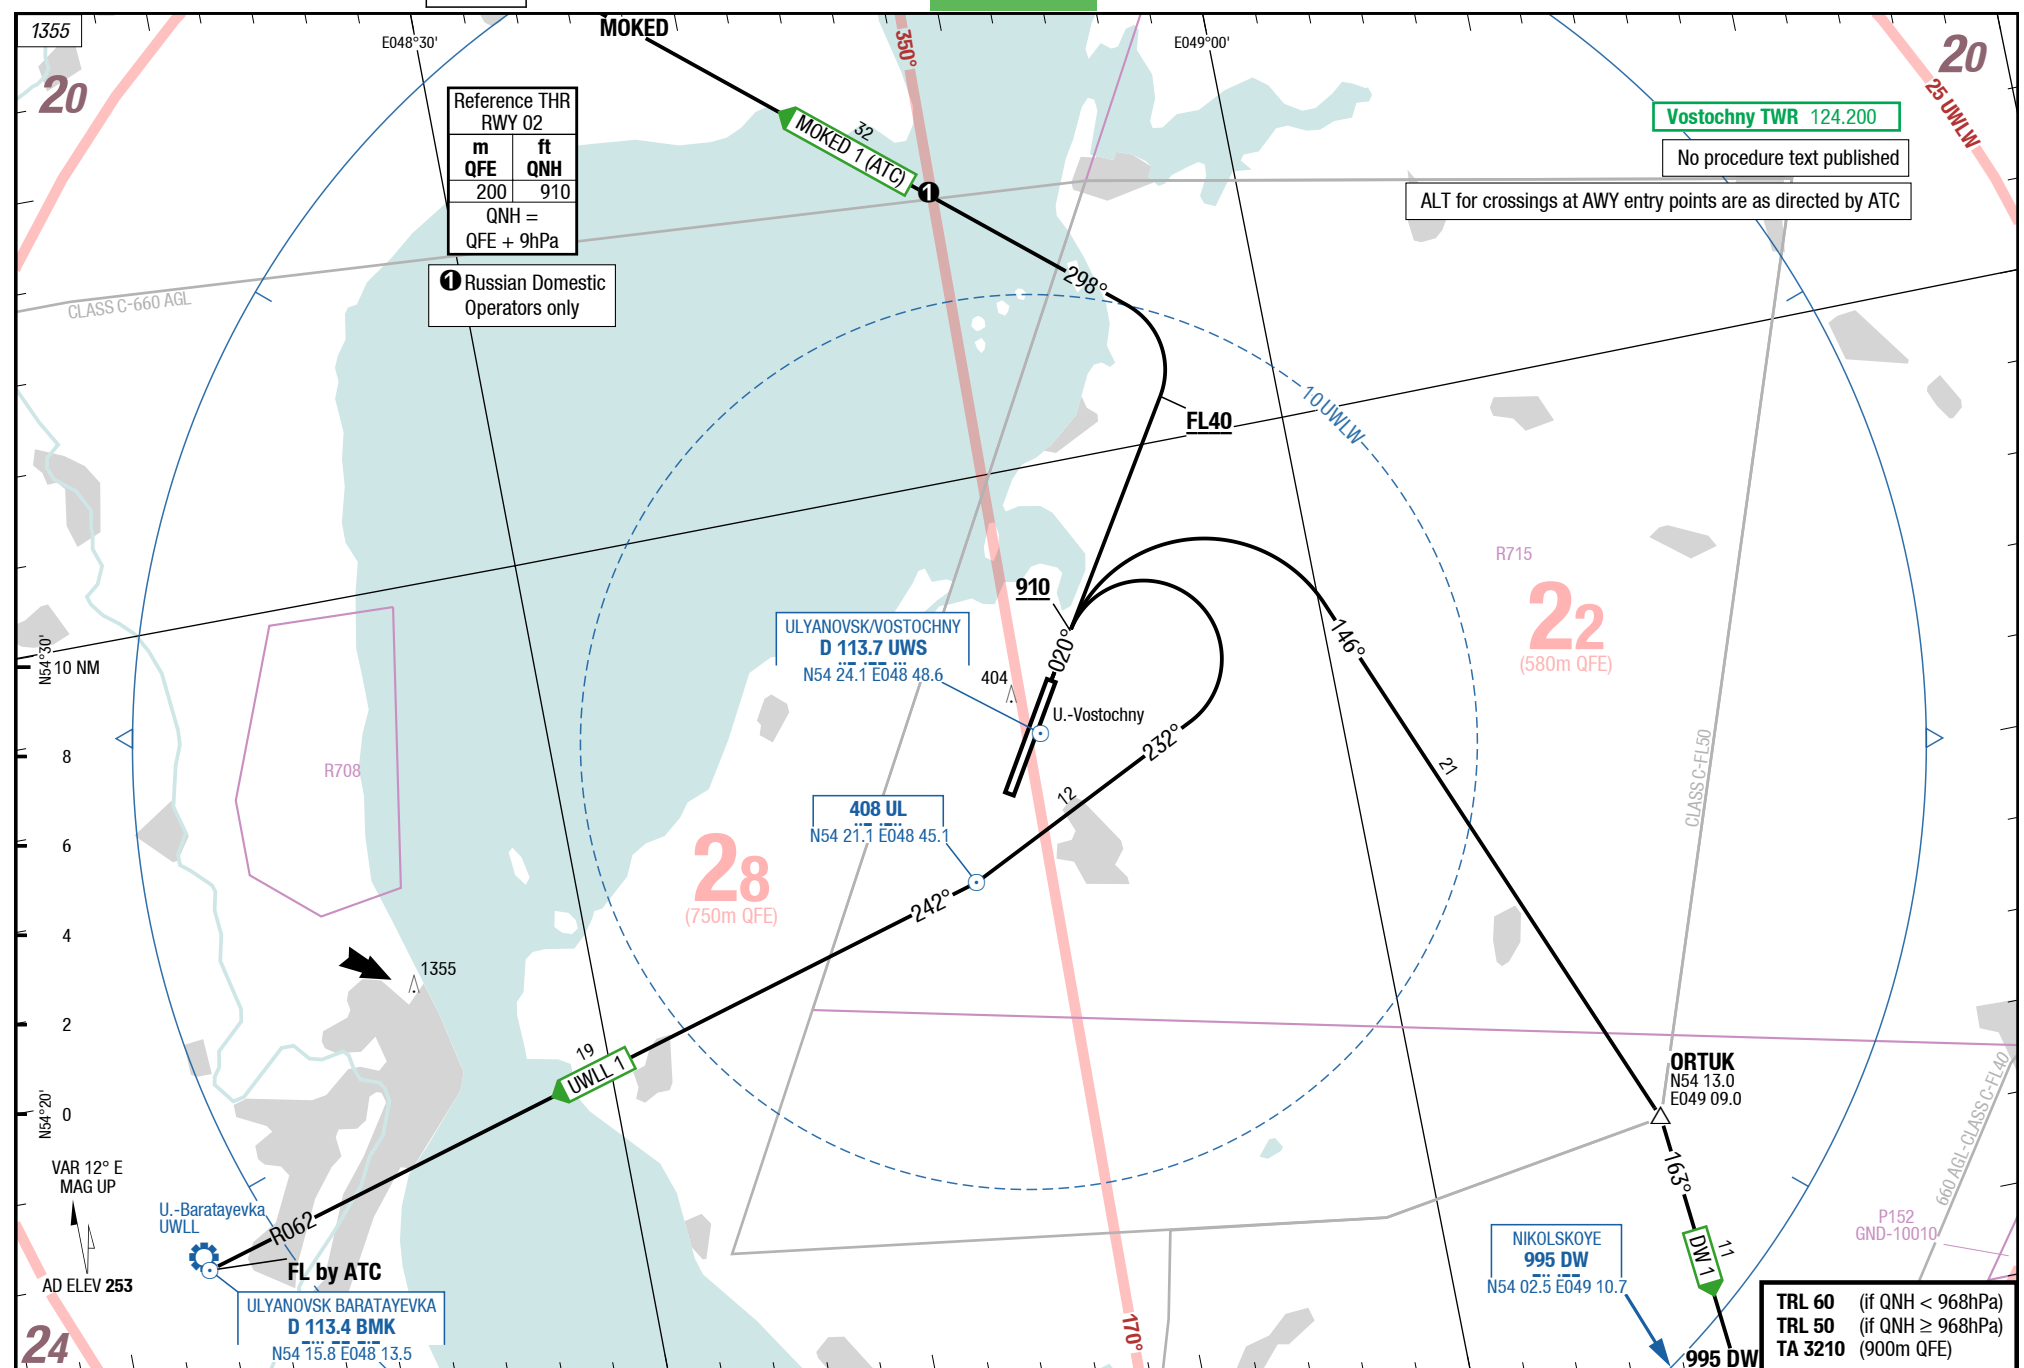 1355
MOKED
E048°30'
350°
E049°00'
20
20
25 UWLW
Reference THR
RWY 02
m ft
QFE QNH
200 910
QNH =
QFE + 9hPa
1 Russian Domestic
Operators only
32
MOKED 1 (ATC)
1
Vostochny TWR 124.200
No procedure text published
ALT for crossings at AWY entry points are as directed by ATC
CLASS C-660 AGL
298°
FL40
10 UWLW
R715
22
(580m QFE)
910
020°
146°
ULYANOVSK/VOSTOCHNY
D 113.7 UWS
N54 24.1 E048 48.6
404
U.-Vostochny
232°
12
21
CLASS C-FL50
N54°30'
10 NM
8
6
4
2
0
N54°20'
R708
408 UL
N54 21.1 E048 45.1
28
(750m QFE)
242°
1355
19
UWLL 1
ORTUK
N54 13.0
E049 09.0
163°
11
DW 1
660 AGL-CLASS C-FL40
P152
GND-10010
VAR 12° E
MAG UP
AD ELEV 253
U.-Baratayevka
UWLL
R062
FL by ATC
ULYANOVSK BARATAYEVKA
D 113.4 BMK
N54 15.8 E048 13.5
24
170°
NIKOLSKOYE
995 DW
N54 02.5 E049 10.7
995 DW
TRL 60 (if QNH < 968hPa)
TRL 50 (if QNH ≥ 968hPa)
TA 3210 (900m QFE)